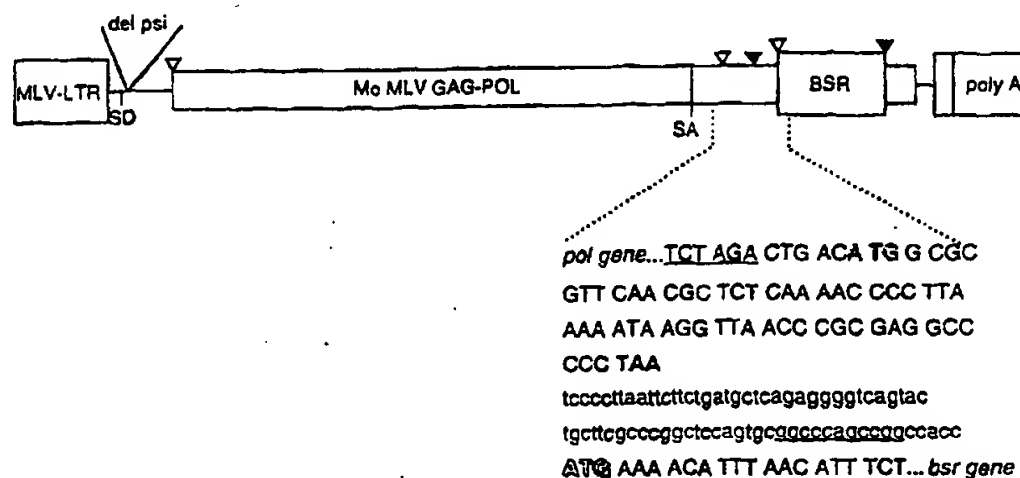 del psi
MLV-LTR
SD
Mo MLV GAG-POL
SA
BSR
poly A
pol gene...TCT AGA CTG ACA TG G CGC
GTT CAA CGC TCT CAA AAC CCC TTA
AAA ATA AGG TTA ACC CGC GAG GCC
CCC TAA
tccccttaattcttctgatgctcagaggggtcagtac
tgcttcgcccggctccagtgcggcccagccggccacc
ATG AAA ACA TTT AAC ATT TCT... bsr gene